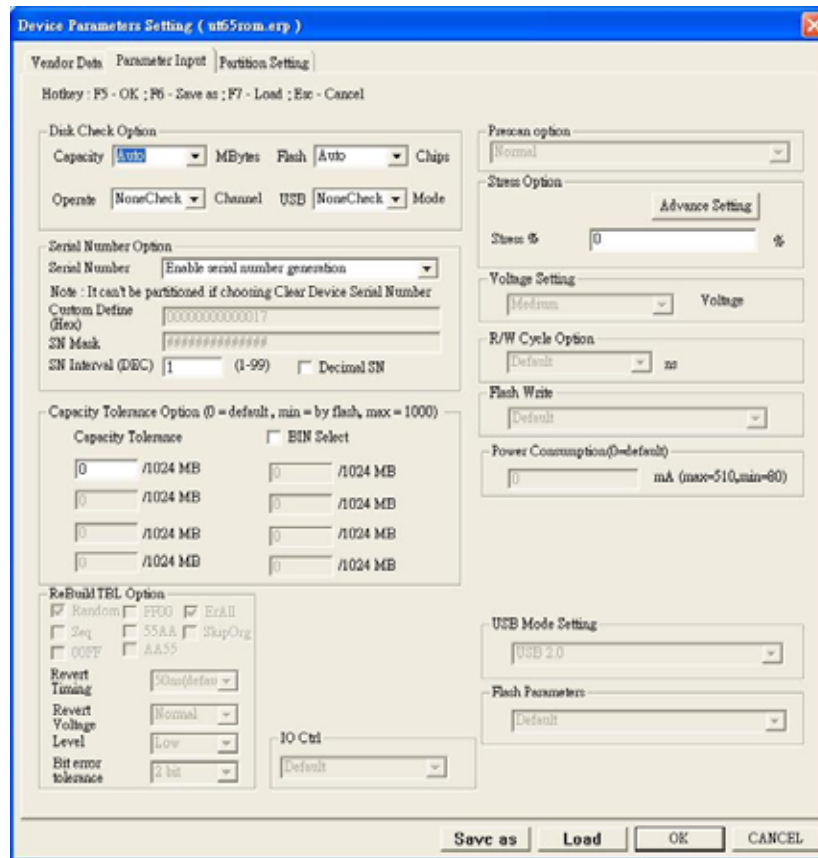 Device Parameters Setting ( ut65rom.erp )
Vendor Data Parameter Input Partition Setting
Hotkey : F5 - OK ; F6 - Save as ; F7 - Load ; Esc - Cancel
Disk Check Option
Capacity Auto MBytes Flash Auto Chips
Operate NoneCheck Channel USB NoneCheck Mode
Serial Number Option
Serial Number Enable serial number generation
Note : It can't be partitioned if choosing Clear Device Serial Number
Custom Define (Hex) 00000000000017
SN Mask ##############
SN Interval (DEC) 1 (1-99) Decimal SN
Capacity Tolerance Option (0 = default , min = by flash, max = 1000)
Capacity Tolerance BIN Select
0 /1024 MB 0 /1024 MB
0 /1024 MB 0 /1024 MB
0 /1024 MB 0 /1024 MB
0 /1024 MB 0 /1024 MB
ReBuild TBL Option
Random FF00 ErAll
Seq 55AA SkipOrg
00FF AA55
Revert Timing 50ns(defau
Revert Voltage Normal
Level Low
Bit error tolerance 2 bit
IO Ctrl
Default
Prescan option
Normal
Stress Option
Advance Setting
Stress % 0 %
Voltage Setting
Medium Voltage
R/W Cycle Option
Default ns
Flash Write
Default
Power Consumption(0=default)
0 mA (max=510,min=80)
USB Mode Setting
USB 2.0
Flash Parameters
Default
Save as Load OK CANCEL